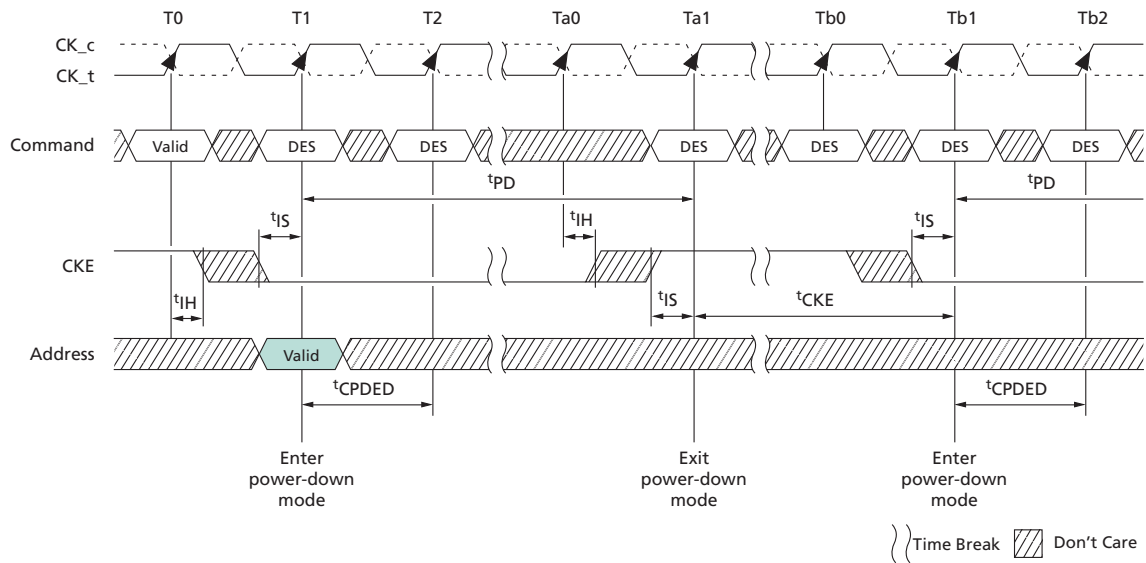 T0 T1 T2 Ta0 Ta1 Tb0 Tb1 Tb2
CK_c
CK_t
Command Valid DES DES DES DES DES DES
tPD tPD
tIS tIH tIS
CKE
tIH tIS tCKE
Address Valid
tCPDED tCPDED
Enter
power-down
mode
Exit
power-down
mode
Enter
power-down
mode
Time Break Don't Care